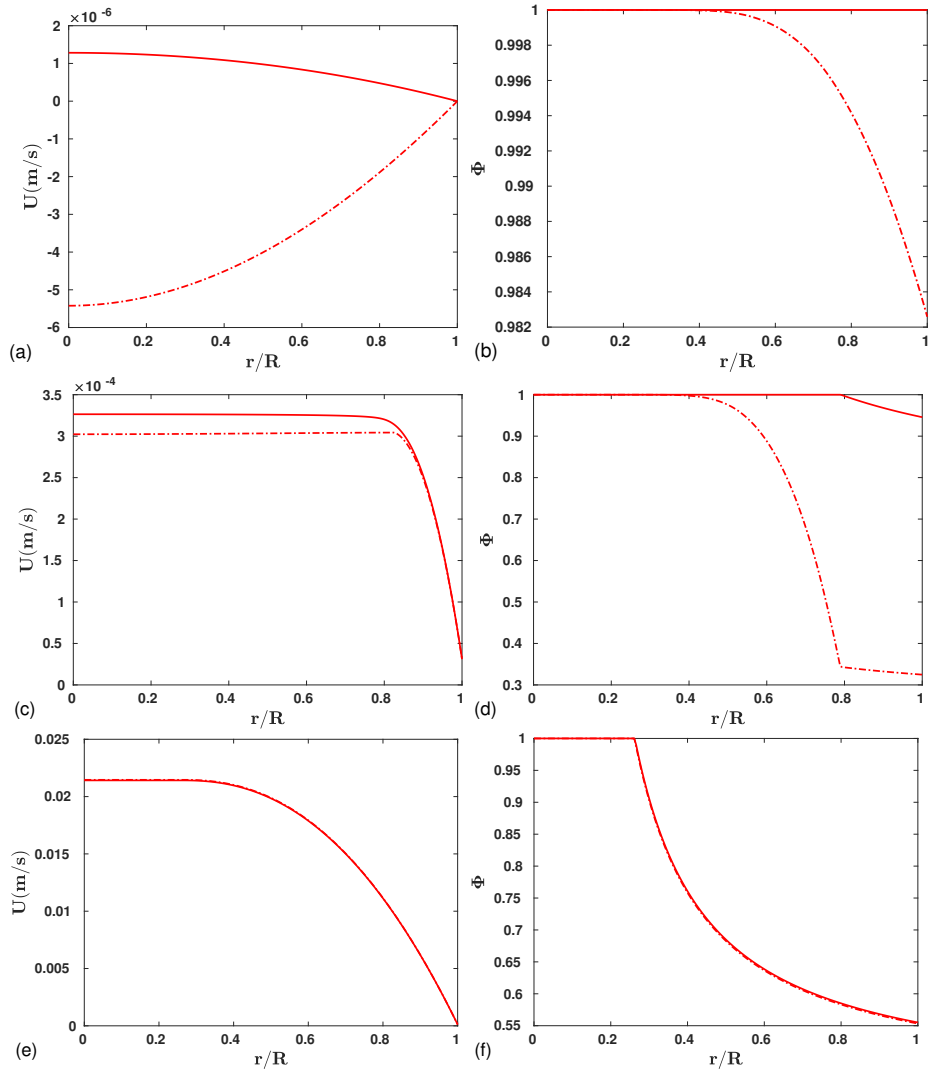 ×10 -6
2
1
0
-1
-2
-3
-4
-5
-6
U(m/s)
0 0.2 0.4 0.6 0.8 1
r/R
(a)
1
0.998
0.996
0.994
0.992
0.99
0.988
0.986
0.984
0.982
Φ
0 0.2 0.4 0.6 0.8 1
r/R
(b)
×10 -4
3.5
3
2.5
2
1.5
1
0.5
0
U(m/s)
0 0.2 0.4 0.6 0.8 1
r/R
(c)
1
0.9
0.8
0.7
0.6
0.5
0.4
0.3
Φ
0 0.2 0.4 0.6 0.8 1
r/R
(d)
0.025
0.02
0.015
0.01
0.005
0
U(m/s)
0 0.2 0.4 0.6 0.8 1
r/R
(e)
1
0.95
0.9
0.85
0.8
0.75
0.7
0.65
0.6
0.55
Φ
0 0.2 0.4 0.6 0.8 1
r/R
(f)